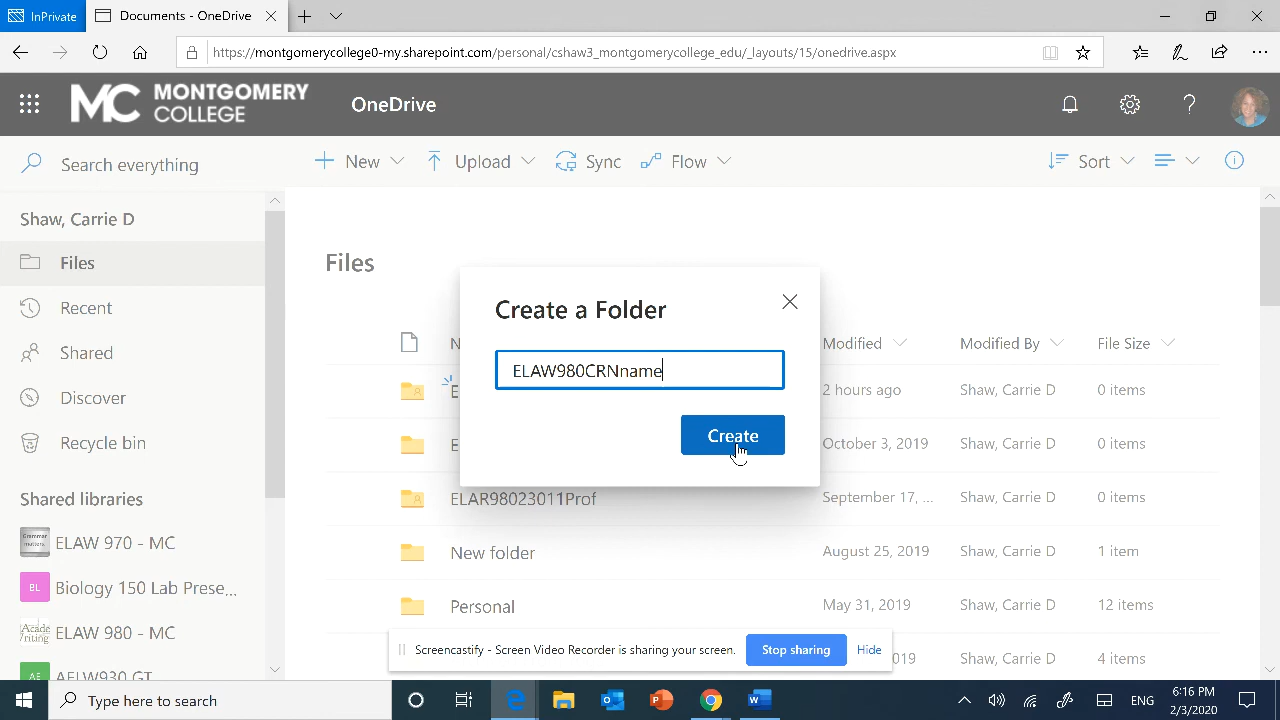 InPrivate
Documents - OneDrive
https://montgomerycollege0-my.sharepoint.com/personal/cshaw3_montgomerycollege_edu/_layouts/15/onedrive.aspx
MC MONTGOMERY
COLLEGE
OneDrive
Search everything
New
Upload
Sync
Flow
Sort
Shaw, Carrie D
Files
Recent
Shared
Discover
Recycle bin
Shared libraries
ELAW 970 - MC
BL
Biology 150 Lab Prese...
ELAW 980 - MC
Files
Create a Folder
ELAW980CRNname
Create
N
Modified
Modified By
File Size
E
2 hours ago
Shaw, Carrie D
0 items
E
October 3, 2019
Shaw, Carrie D
0 items
ELAR98023011Prof
September 17, ...
Shaw, Carrie D
0 items
New folder
August 25, 2019
Shaw, Carrie D
1 item
Personal
May 31, 2019
Shaw, Carrie D
12 items
019
Shaw, Carrie D
4 items
Screencastify - Screen Video Recorder is sharing your screen.
Stop sharing
Hide
Type here to search
ENG
6:16 PM
2/3/2020